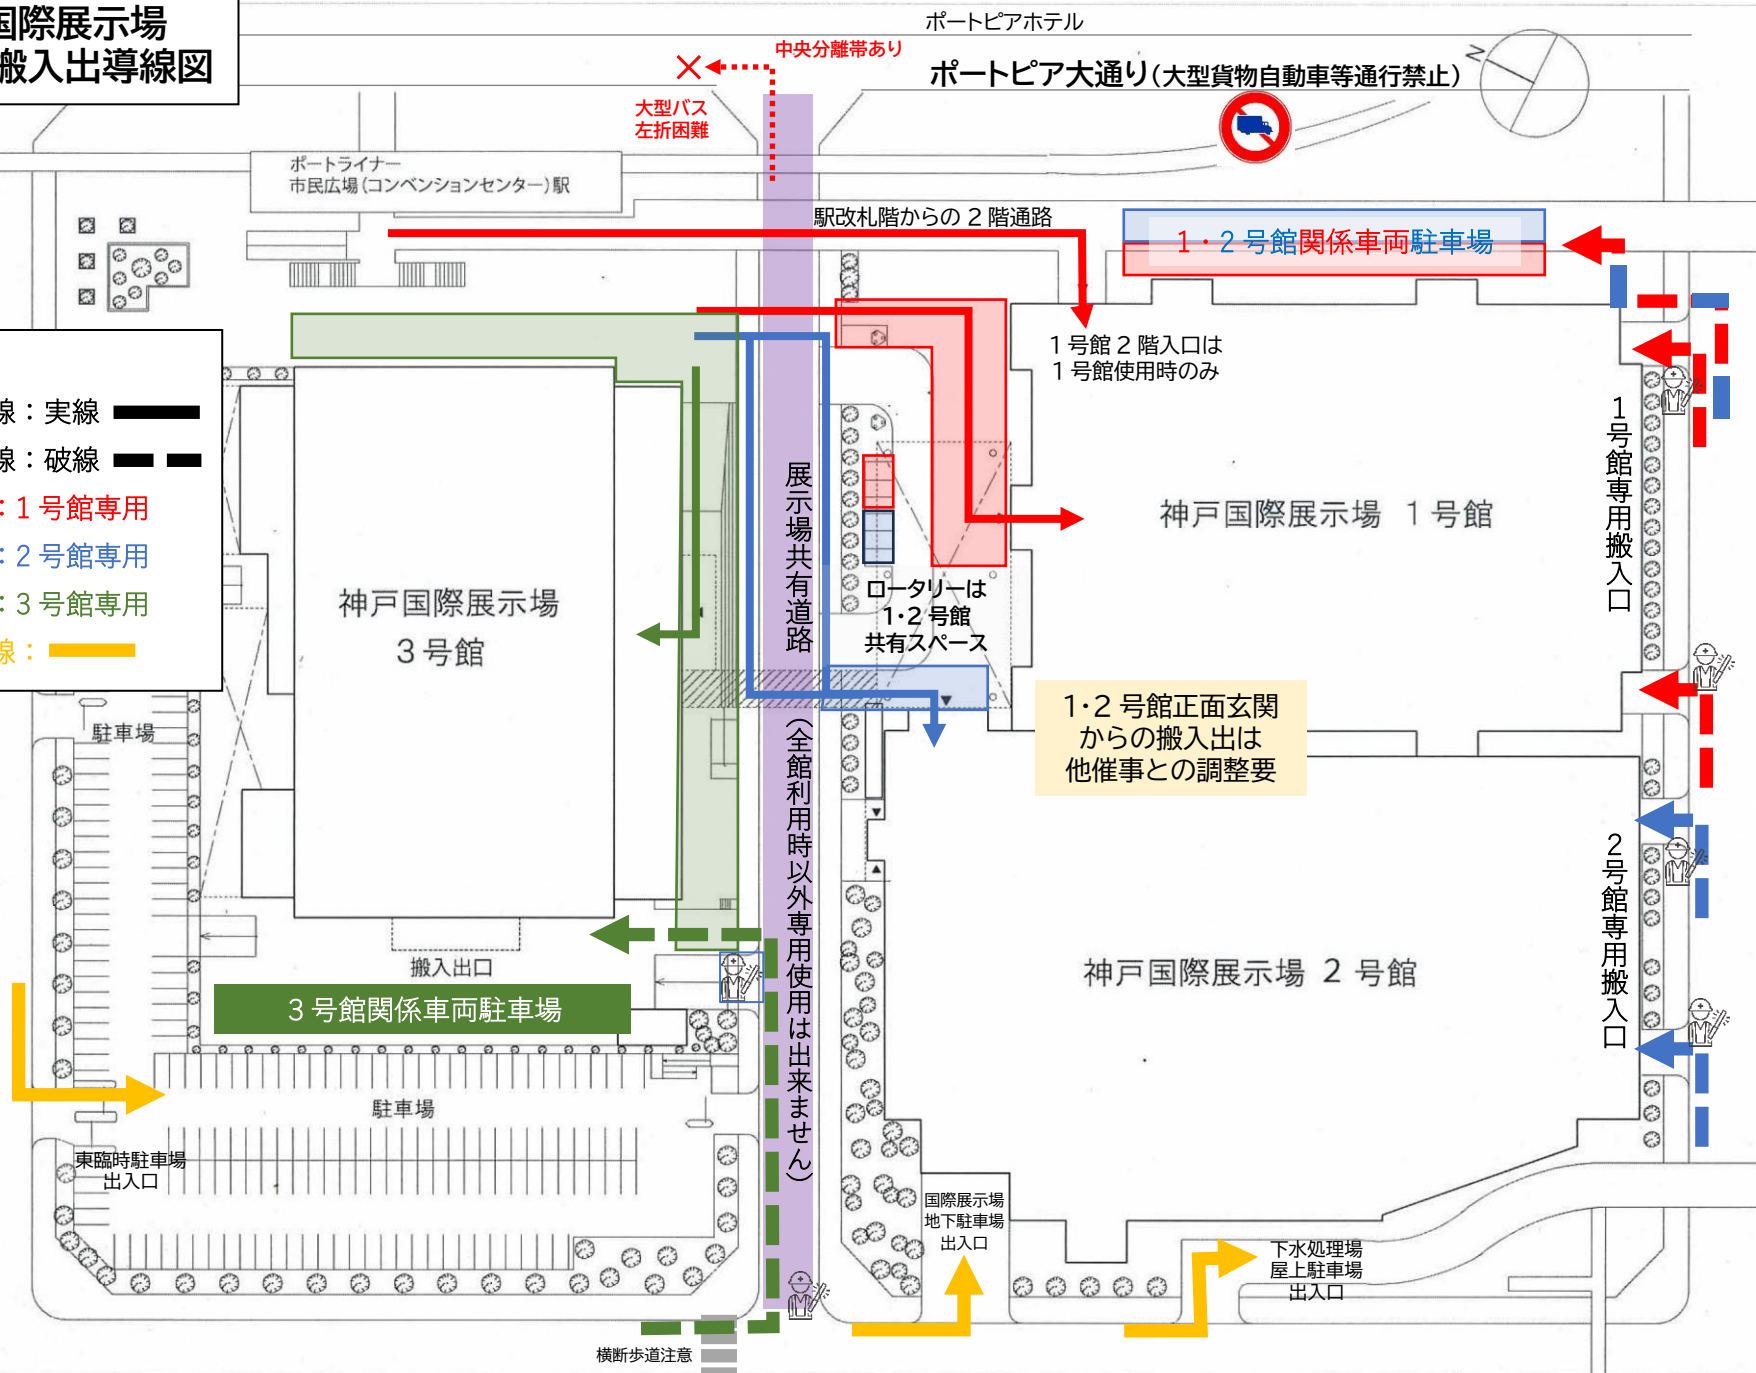 国際展示場
搬入出導線図
ポートピアホテル
中央分離帯あり
ポートピア大通り(大型貨物自動車等通行禁止)
N
大型バス
左折困難
ポートライナー
市民広場(コンベンションセンター)駅
駅改札階からの2階通路
1・2号館関係車両駐車場
1号館2階入口は
1号館使用時のみ
線：実線
線：破線
：1号館専用
：2号館専用
：3号館専用
線：
神戸国際展示場
3号館
展示場共有道路
(全館利用時以外専用使用は出来ません)
ロータリーは
1・2号館
共有スペース
神戸国際展示場 1号館
1号館専用搬入口
1・2号館正面玄関
からの搬入出は
他催事との調整要
駐車場
神戸国際展示場 2号館
2号館専用搬入口
搬入出口
3号館関係車両駐車場
駐車場
東臨時駐車場
出入口
国際展示場
地下駐車場
出入口
下水処理場
屋上駐車場
出入口
横断歩道注意